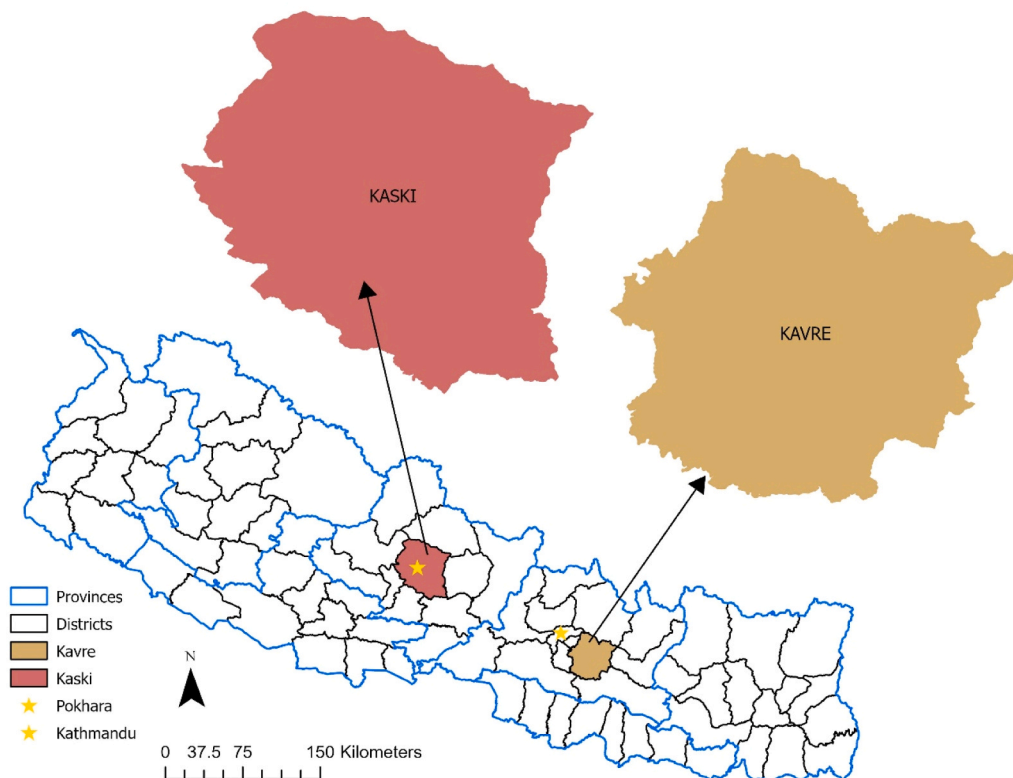 KASKI
KAVRE
Provinces
Districts
Kavre
Kaski
Pokhara
Kathmandu
N
0 37.5 75 150 Kilometers